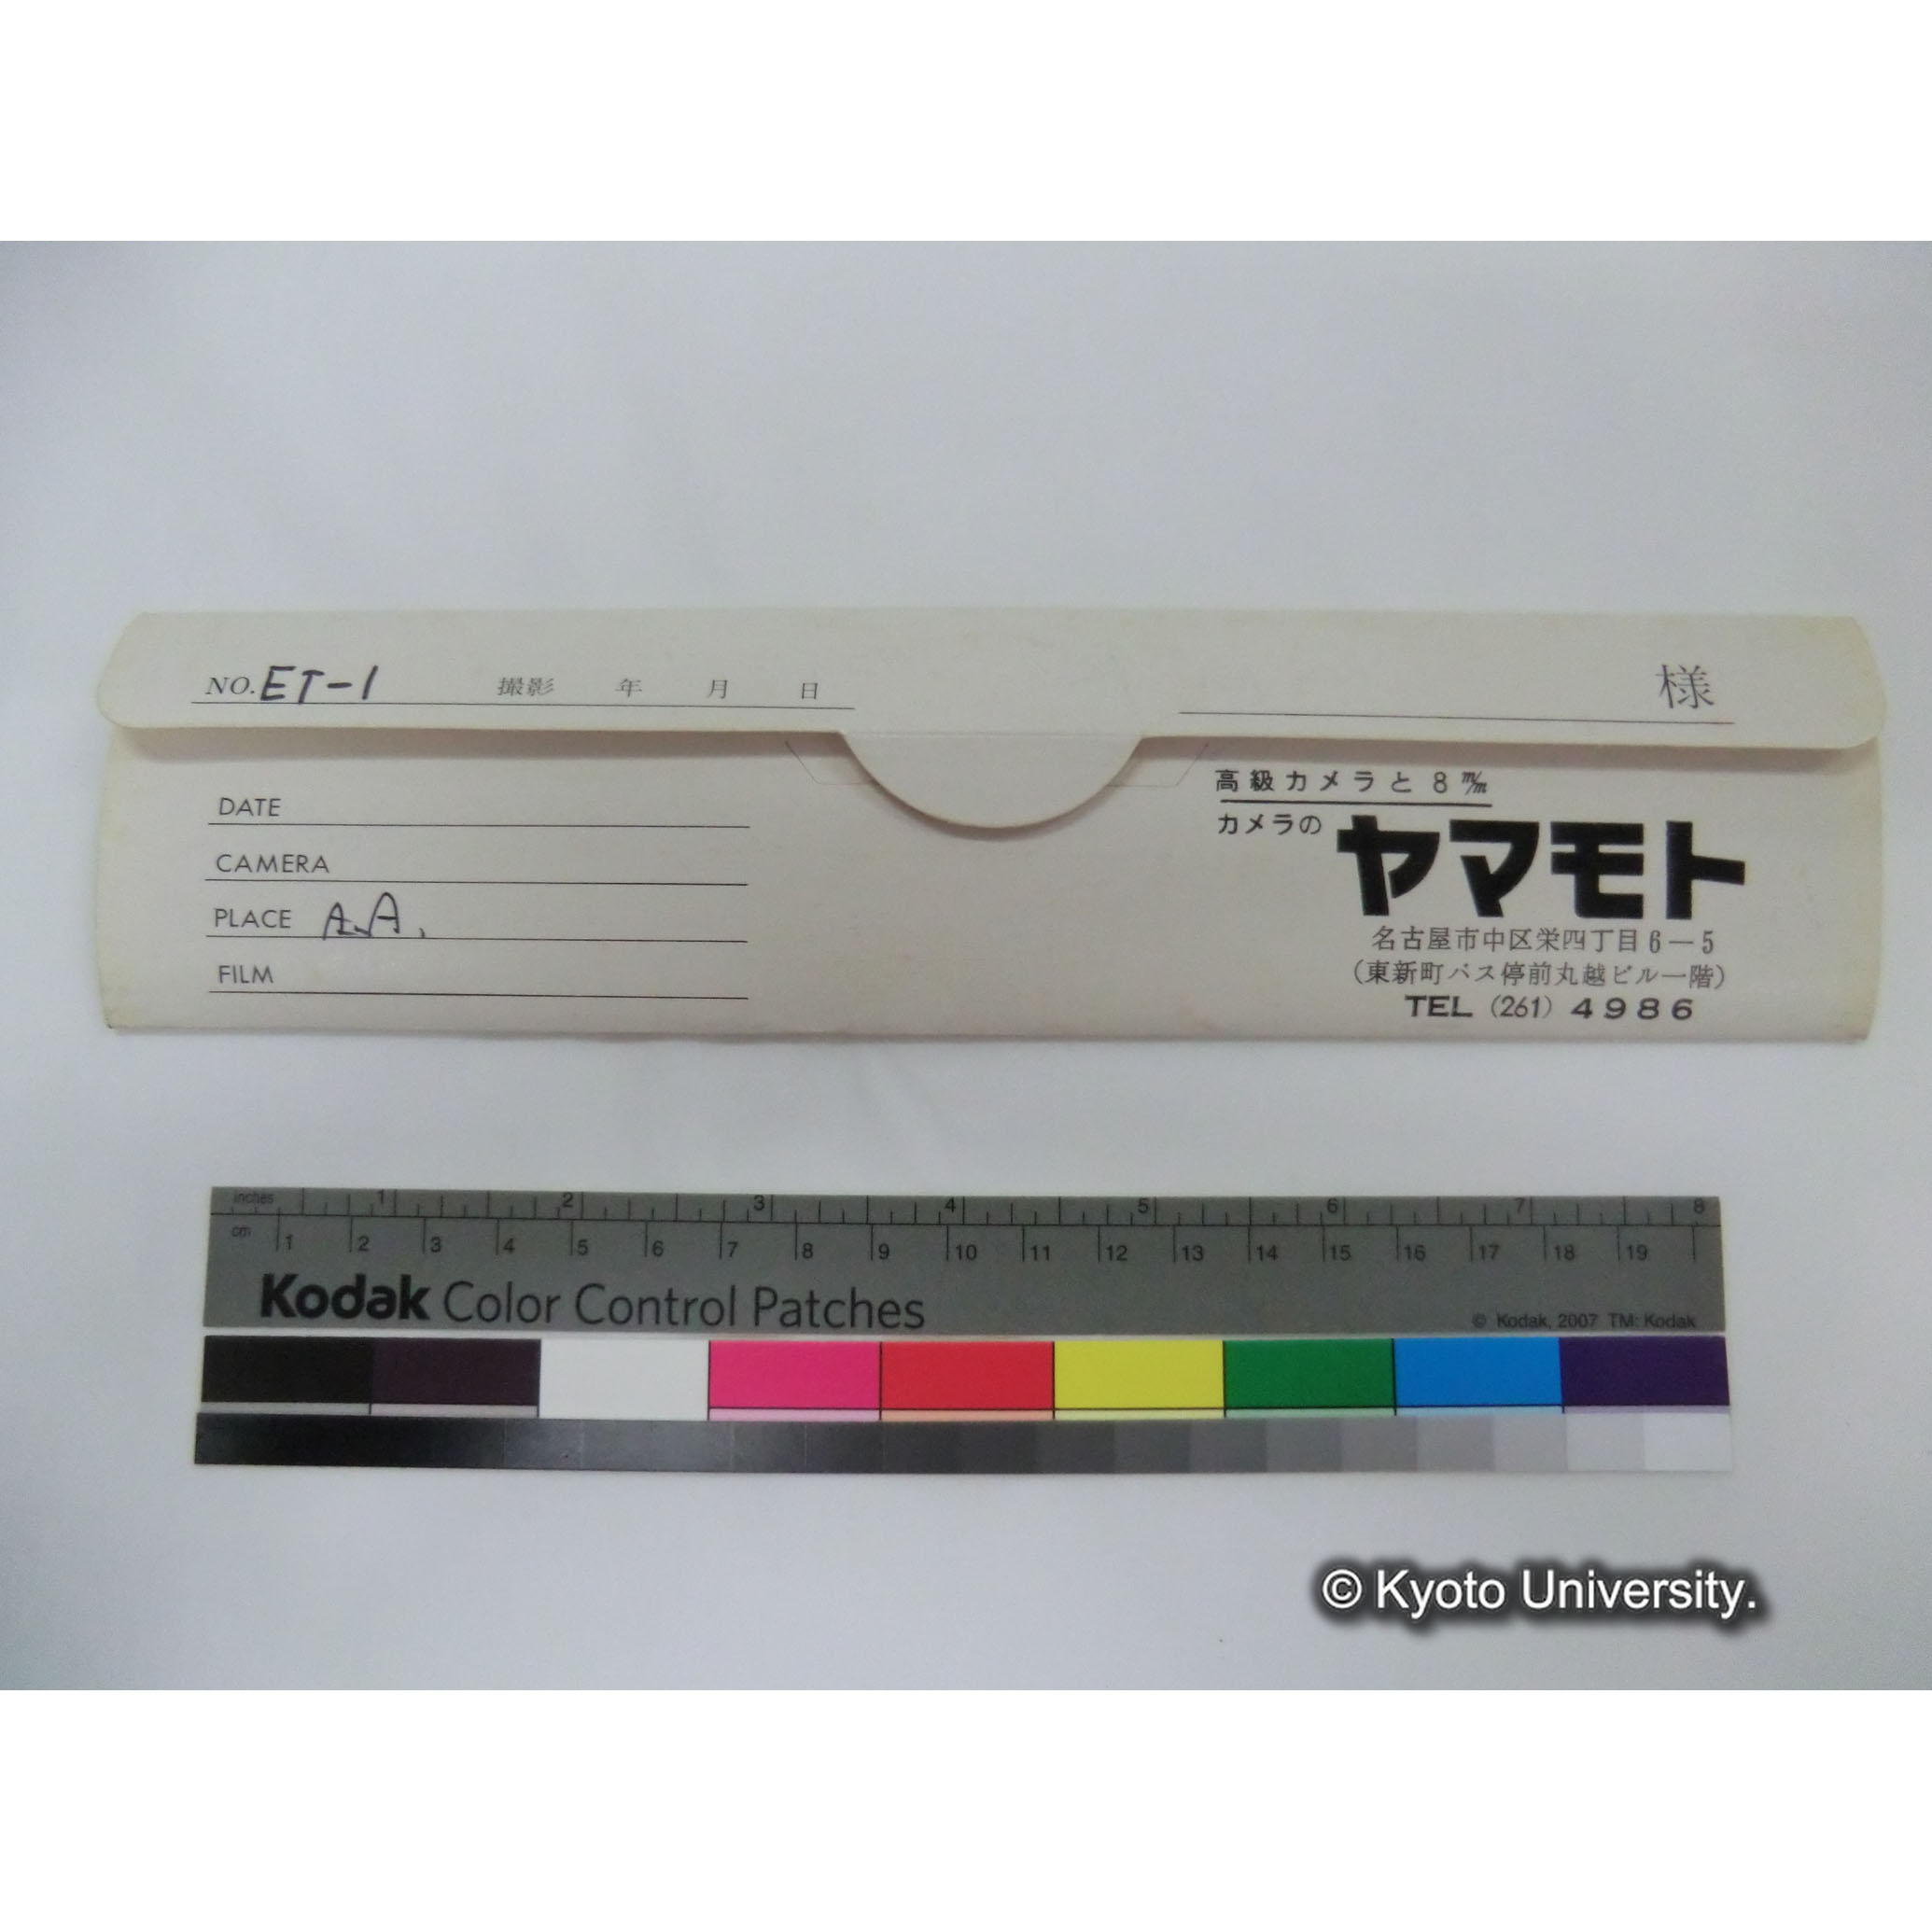 NO. ET-1 撮影 年 月 日
様
DATE
CAMERA
PLACE A.A.
FILM
高級カメラと8m/m
カメラの ヤマモト
名古屋市中区栄四丁目6-5
(東新町バス停前丸越ビル一階)
TEL (261) 4986
inches 1 2 3 4 5 6 7 8
cm 1 2 3 4 5 6 7 8 9 10 11 12 13 14 15 16 17 18 19
Kodak Color Control Patches
© Kodak, 2007 TM: Kodak
© Kyoto University.